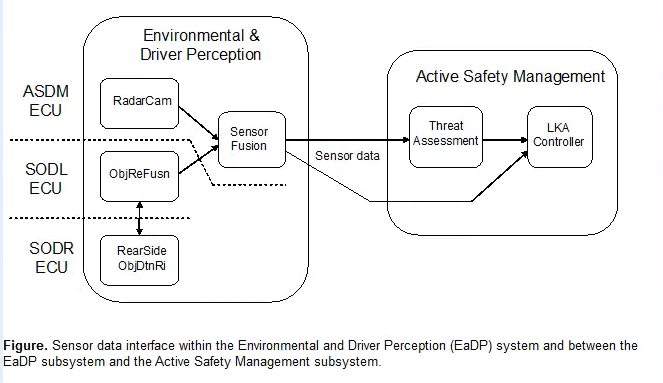 Environmental &
Driver Perception
Active Safety Management
ASDM
ECU
RadarCam
Sensor
Fusion
Threat
Assessment
LKA
Controller
Sensor data
SODL
ECU
ObjReFusn
SODR
ECU
RearSide
ObjDtnRi
Figure. Sensor data interface within the Environmental and Driver Perception (EaDP) system and between the
EaDP subsystem and the Active Safety Management subsystem.